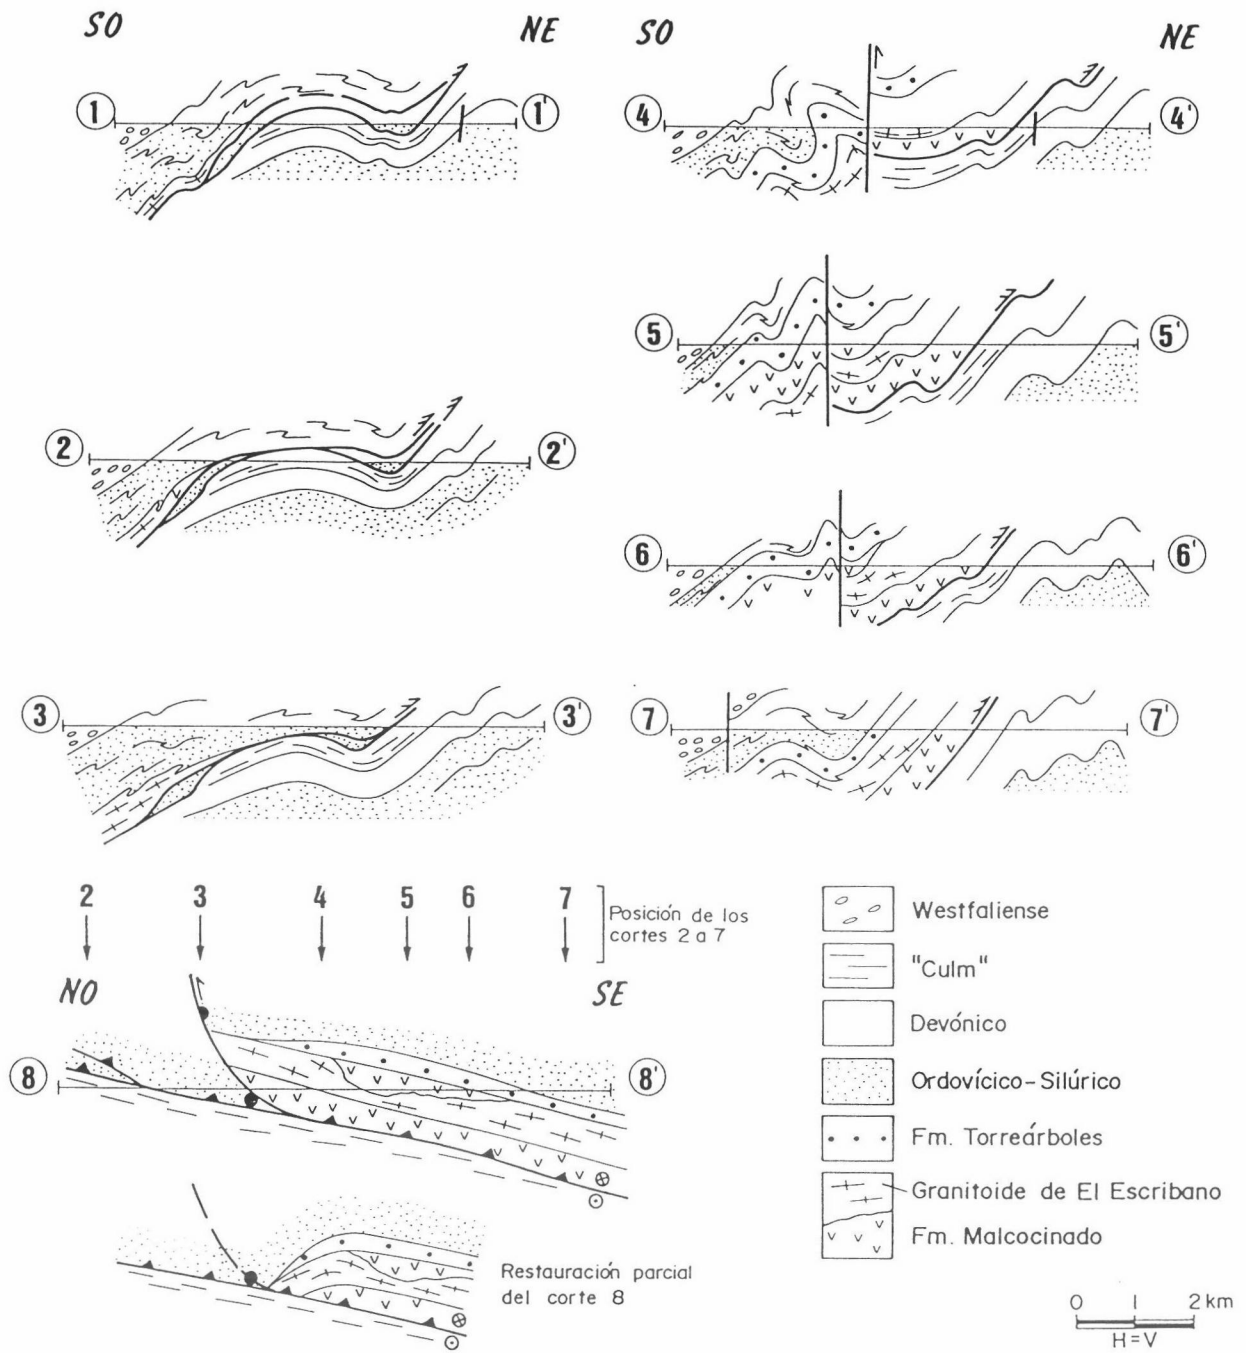 SO
NE
1
1'
2
2'
3
3'
SO
NE
4
4'
5
5'
6
6'
7
7'
2 3 4 5 6 7
Posición de los
cortes 2 a 7
NO
SE
8
8'
Restauración parcial
del corte 8
Westfaliense
"Culm"
Devónico
Ordovícico-Silúrico
Fm. Torreárboles
Granitoide de El Escribano
Fm. Malcocinado
0 1 2 km
H=V